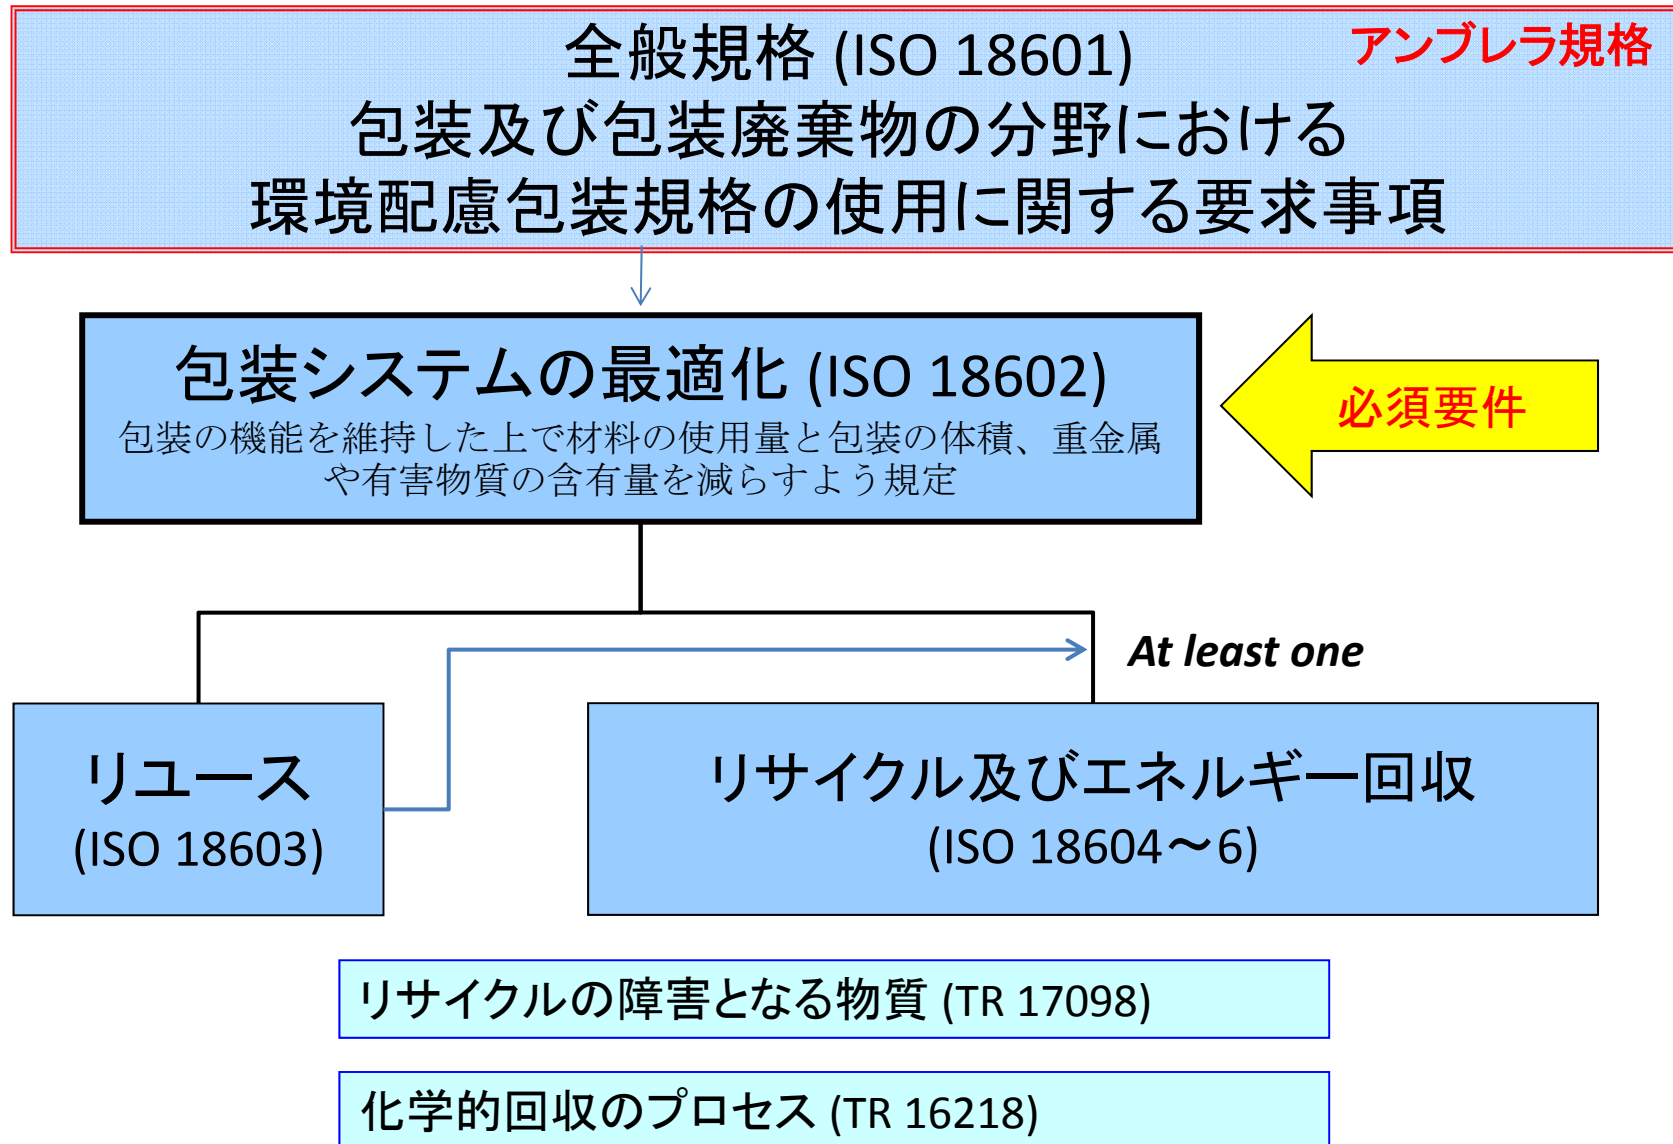 全般規格 (ISO 18601)
アンブレラ規格
包装及び包装廃棄物の分野における
環境配慮包装規格の使用に関する要求事項
包装システムの最適化 (ISO 18602)
包装の機能を維持した上で材料の使用量と包装の体積、重金属
や有害物質の含有量を減らすよう規定
必須要件
At least one
リユース
(ISO 18603)
リサイクル及びエネルギー回収
(ISO 18604～6)
リサイクルの障害となる物質 (TR 17098)
化学的回収のプロセス (TR 16218)